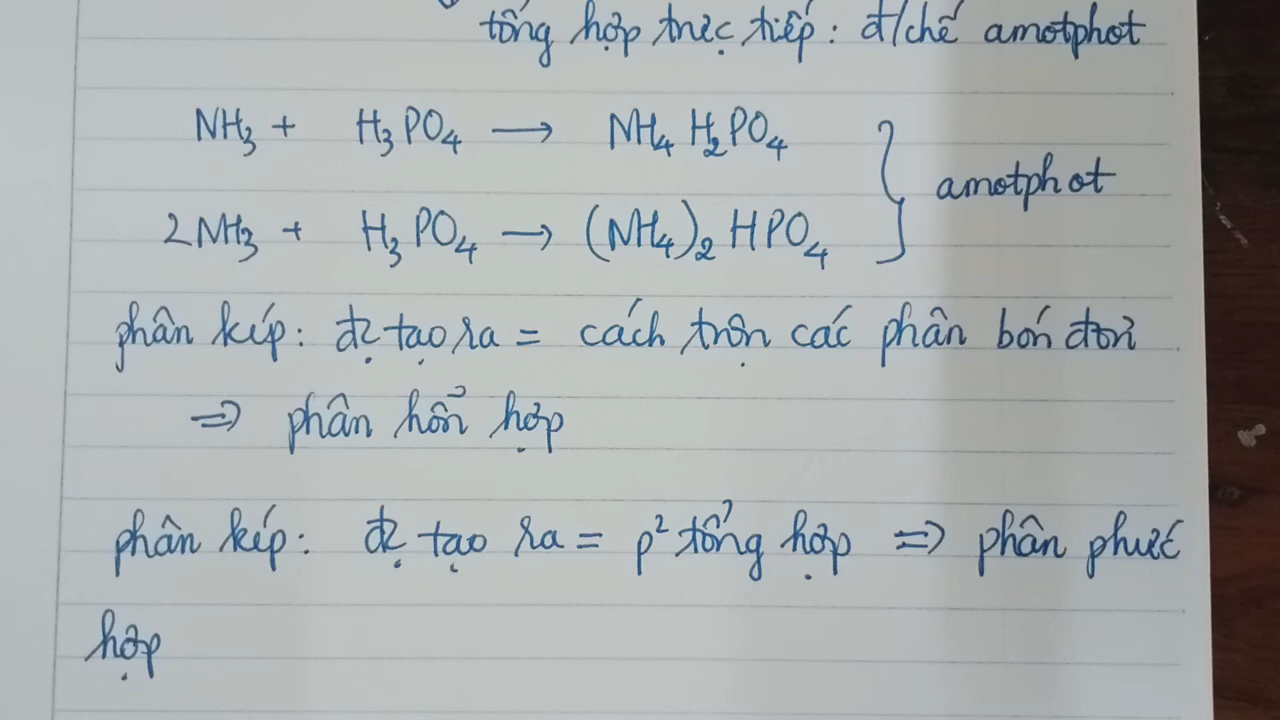 tổng hợp trực tiếp: đ/chế amotphot
NH₃ + H₃PO₄ → NH₄H₂PO₄
amotphot
2NH₃ + H₃PO₄ → (NH₄)₂HPO₄
phân kép: đc tạo ra = cách trộn các phân bón đơn
⇒ phân hỗn hợp
phân kép: đc tạo ra = p² tổng hợp ⇒ phân phức
hợp